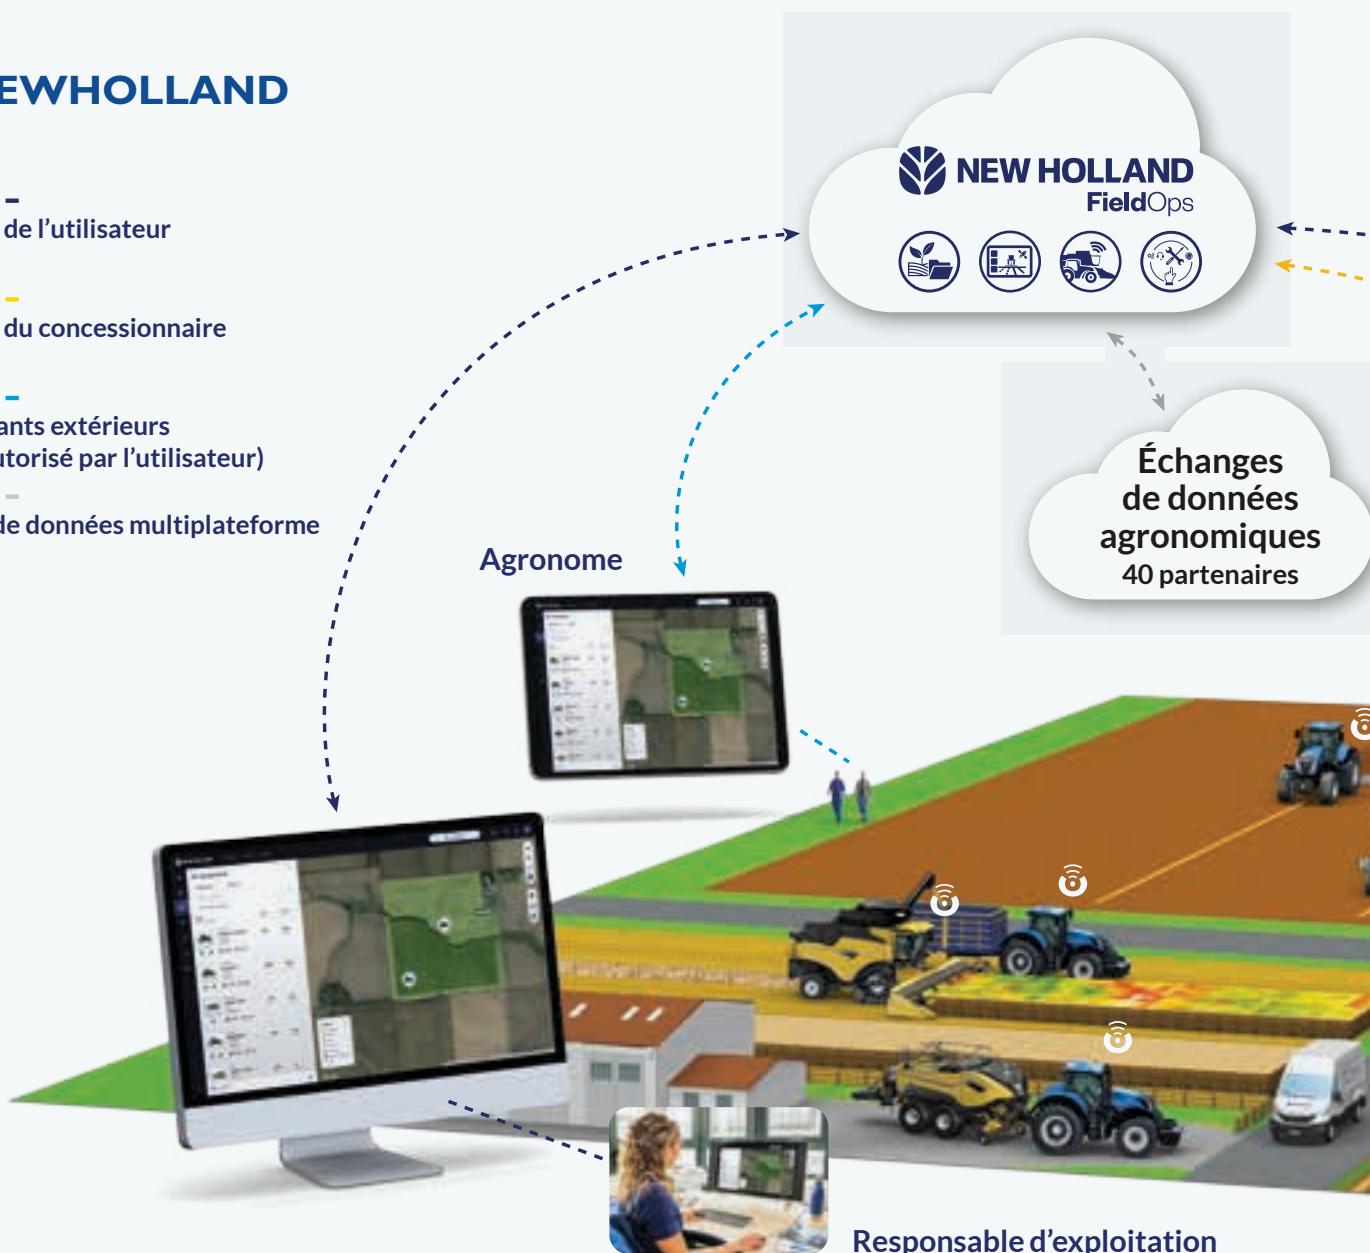 EWHOLLAND
de l'utilisateur
du concessionnaire
ants extérieurs
utorisé par l'utilisateur)
de données multiplateforme
NEW HOLLAND
FieldOps
Échanges
de données
agronomiques
40 partenaires
Agronome
Responsable d'exploitation